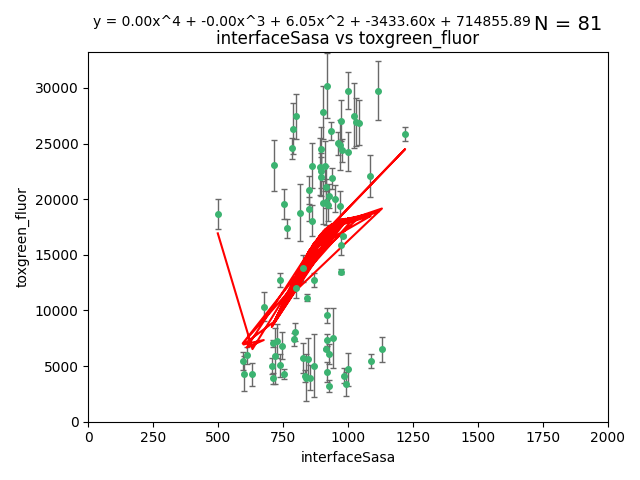 y = 0.00x^4 + -0.00x^3 + 6.05x^2 + -3433.60x + 714855.89 N = 81
interfaceSasa vs toxgreen_fluor
30000
25000
20000
15000
10000
5000
0
toxgreen_fluor
0 250 500 750 1000 1250 1500 1750 2000
interfaceSasa